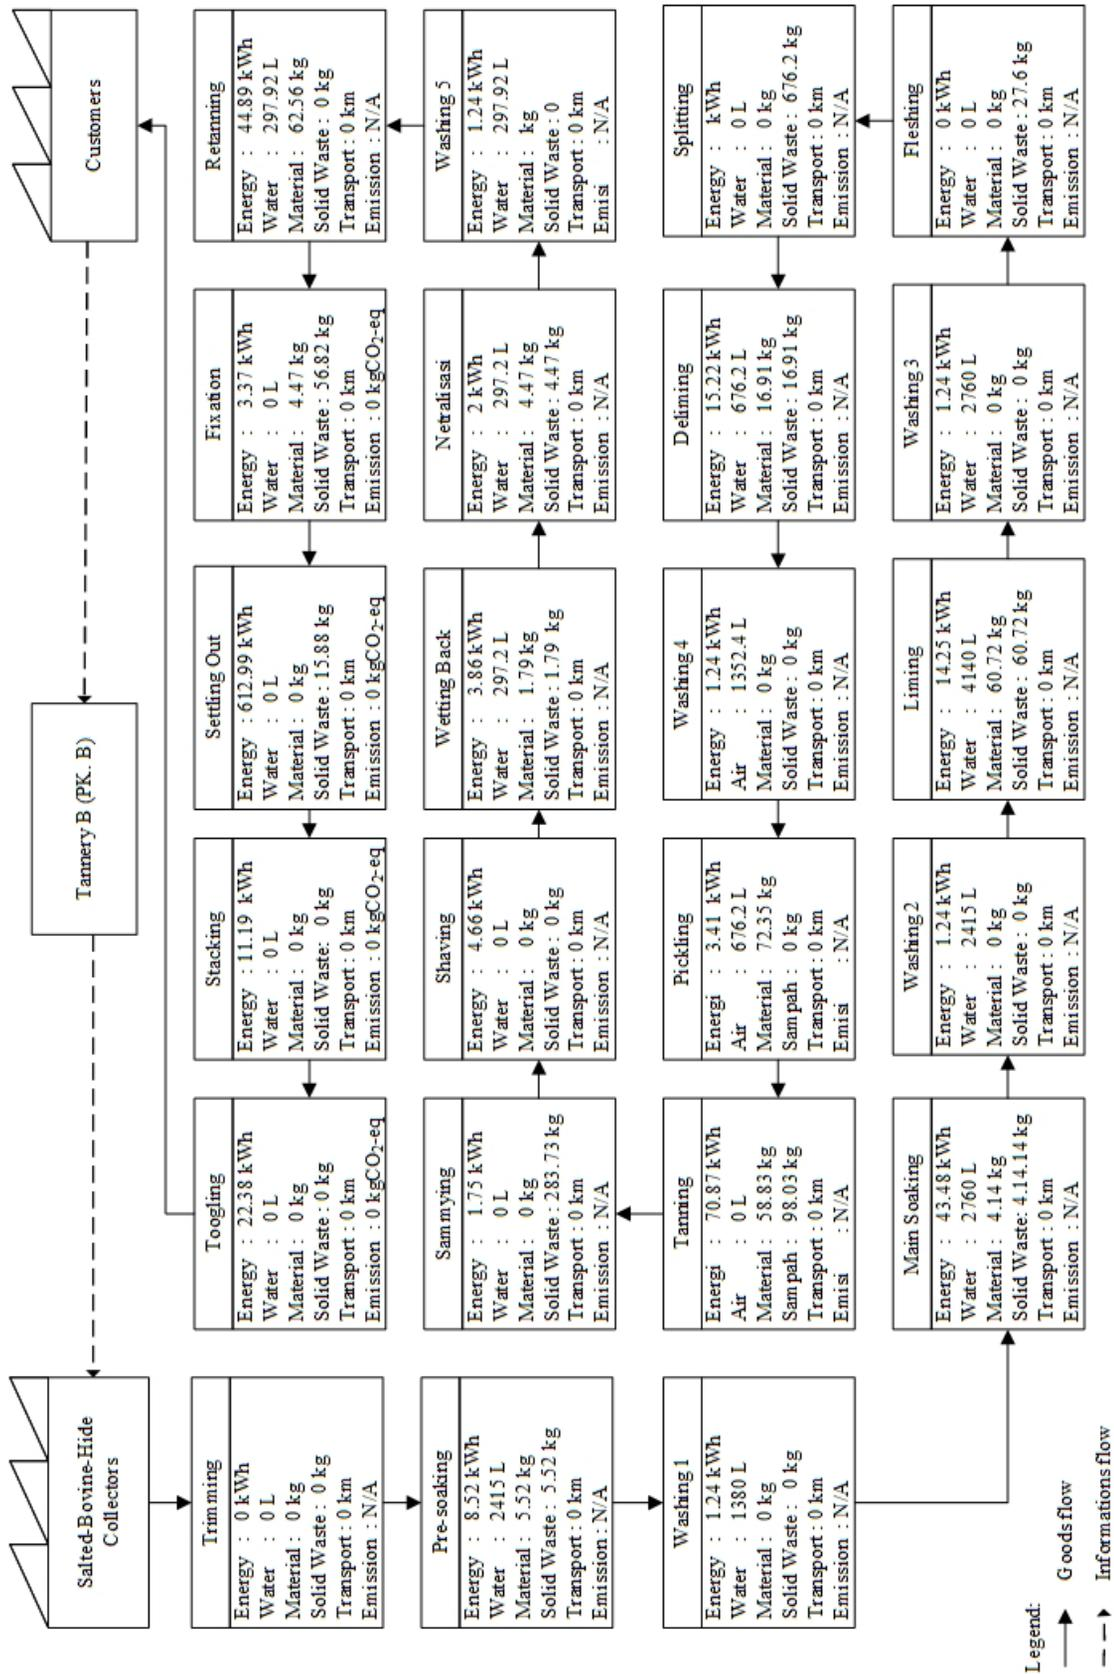 Salted-Bovine-Hide
Collectors
Tannery B (PK. B)
Customers
Trimming
Energy : 0 kWh
Water : 0 L
Material : 0 kg
Solid Waste : 0 kg
Transport : 0 km
Emission : N/A
Pre-soaking
Energy : 8.52 kWh
Water : 2415 L
Material : 5.52 kg
Solid Waste : 5.52 kg
Transport : 0 km
Emission : N/A
Washing 1
Energy : 1.24 kWh
Water : 1380 L
Material : 0 kg
Solid Waste : 0 kg
Transport : 0 km
Emission : N/A
Main Soaking
Energy : 43.48 kWh
Water : 2760 L
Material : 4.14 kg
Solid Waste: 4.14.14 kg
Transport : 0 km
Emission : N/A
Washing 2
Energy : 1.24 kWh
Water : 2415 L
Material : 0 kg
Solid Waste : 0 kg
Transport : 0 km
Emission : N/A
Liming
Energy : 14.25 kWh
Water : 4140 L
Material : 60.72 kg
Solid Waste : 60.72 kg
Transport : 0 km
Emission : N/A
Washing 3
Energy : 1.24 kWh
Water : 2760 L
Material : 0 kg
Solid Waste : 0 kg
Transport : 0 km
Emission : N/A
Fleshing
Energy : 0 kWh
Water : 0 L
Material : 0 kg
Solid Waste : 27.6 kg
Transport : 0 km
Emission : N/A
Splitting
Energy : kWh
Water : 0 L
Material : 0 kg
Solid Waste : 676.2 kg
Transport : 0 km
Emission : N/A
Deliming
Energy : 15.22 kWh
Water : 676.2 L
Material : 16.91 kg
Solid Waste : 16.91 kg
Transport : 0 km
Emission : N/A
Washing 4
Energy : 1.24 kWh
Air : 1352.4 L
Material : 0 kg
Solid Waste : 0 kg
Transport : 0 km
Emission : N/A
Pickling
Energi : 3.41 kWh
Air : 676.2 L
Material : 72.35 kg
Sampah : 0 kg
Transport : 0 km
Emisi : N/A
Tanning
Energi : 70.87 kWh
Air : 0 L
Material : 58.83 kg
Sampah : 98.03 kg
Transport : 0 km
Emisi : N/A
Sammying
Energy : 1.75 kWh
Water : 0 L
Material : 0 kg
Solid Waste : 283.73 kg
Transport : 0 km
Emission : N/A
Shaving
Energy : 4.66 kWh
Water : 0 L
Material : 0 kg
Solid Waste : 0 kg
Transport : 0 km
Emission : N/A
Wetting Back
Energy : 3.86 kWh
Water : 297.2 L
Material : 1.79 kg
Solid Waste : 1.79 kg
Transport : 0 km
Emission : N/A
Netralisasi
Energy : 2 kWh
Water : 297.2 L
Material : 4.47 kg
Solid Waste : 4.47 kg
Transport : 0 km
Emission : N/A
Washing 5
Energy : 1.24 kWh
Water : 297.92 L
Material : kg
Solid Waste : 0
Transport : 0 km
Emisi : N/A
Retanning
Energy : 44.89 kWh
Water : 297.92 L
Material : 62.56 kg
Solid Waste : 0 kg
Transport : 0 km
Emission : N/A
Fixation
Energy : 3.37 kWh
Water : 0 L
Material : 4.47 kg
Solid Waste : 56.82 kg
Transport : 0 km
Emission : 0 kgCO₂-eq
Settling Out
Energy : 612.99 kWh
Water : 0 L
Material : 0 kg
Solid Waste : 15.88 kg
Transport : 0 km
Emission : 0 kgCO₂-eq
Stacking
Energy : 11.19 kWh
Water : 0 L
Material : 0 kg
Solid Waste: 0 kg
Transport : 0 km
Emission : 0 kgCO₂-eq
Toogling
Energy : 22.38 kWh
Water : 0 L
Material : 0 kg
Solid Waste : 0 kg
Transport : 0 km
Emission : 0 kgCO₂-eq
Legend:
Goods flow
Informations flow